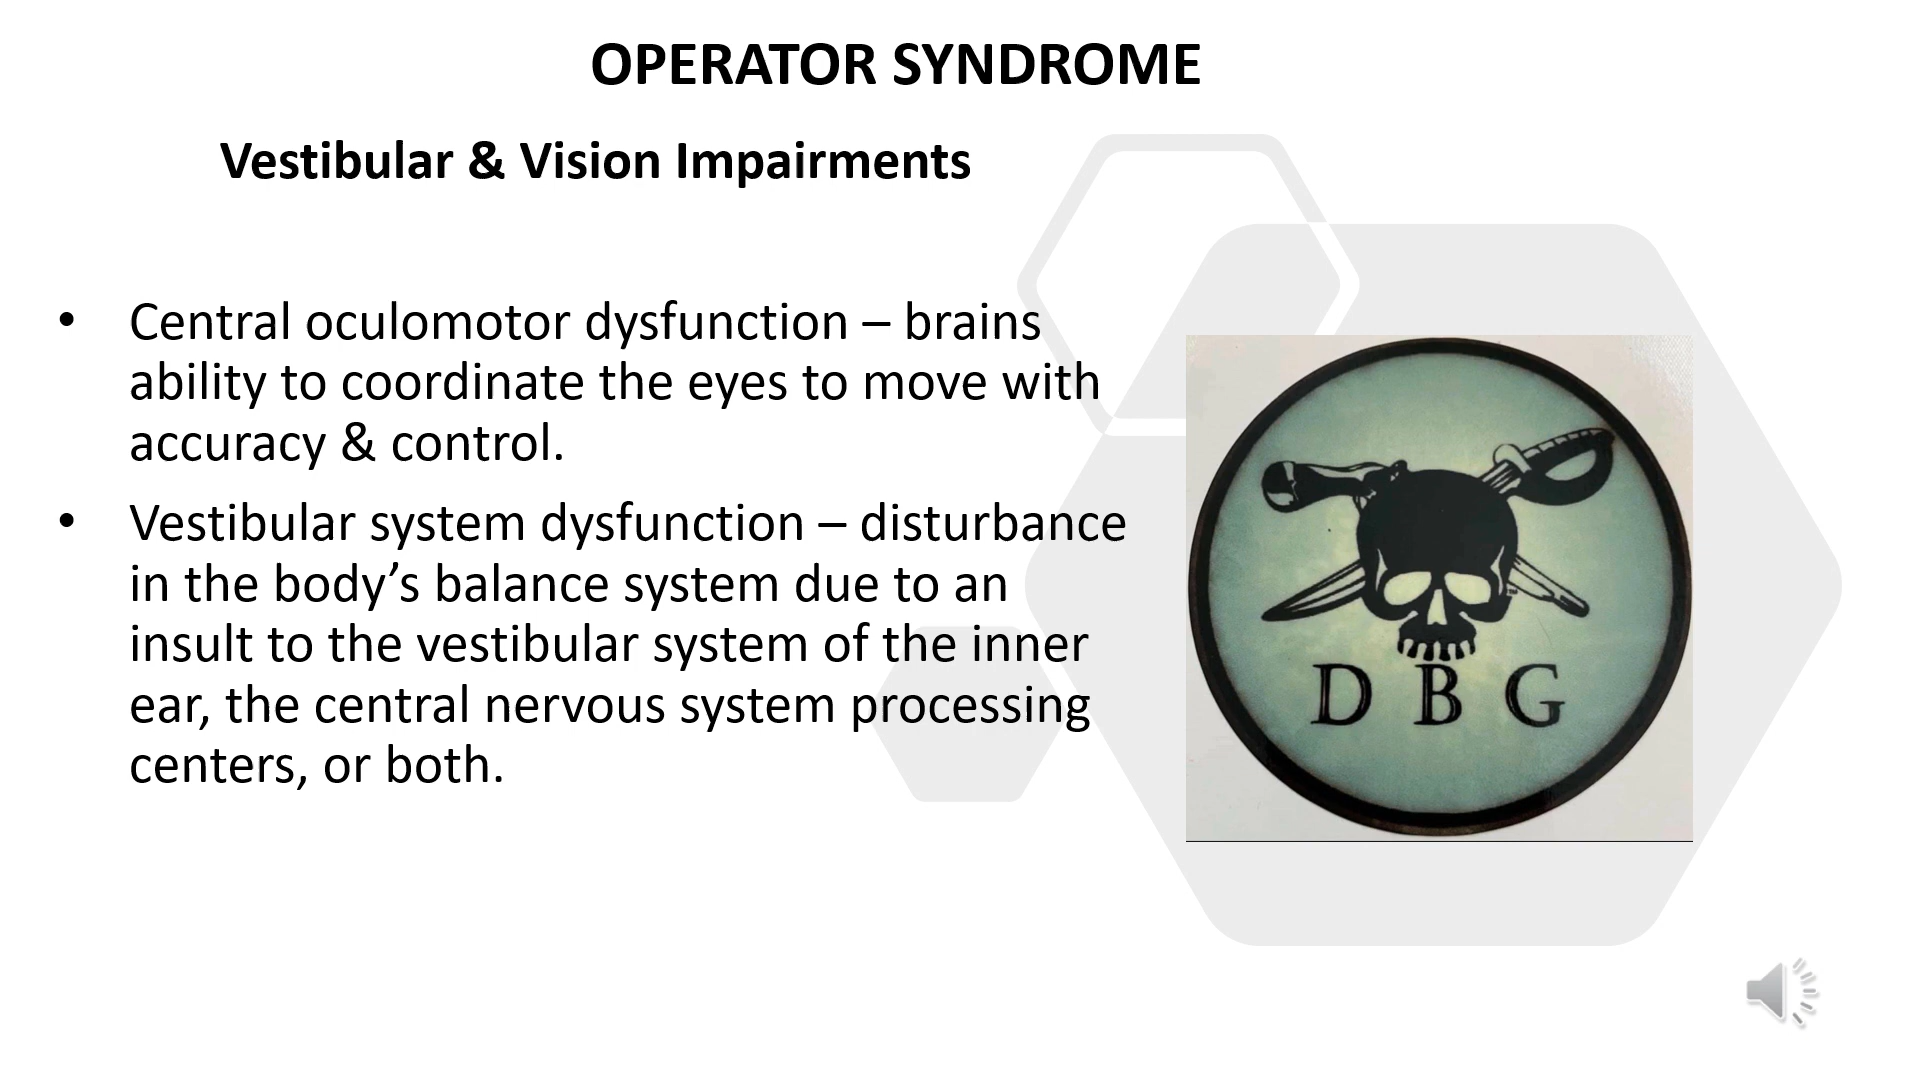 OPERATOR SYNDROME
Vestibular & Vision Impairments
• Central oculomotor dysfunction – brains
ability to coordinate the eyes to move with
accuracy & control.
• Vestibular system dysfunction – disturbance
in the body’s balance system due to an
insult to the vestibular system of the inner
ear, the central nervous system processing
centers, or both.
D B G